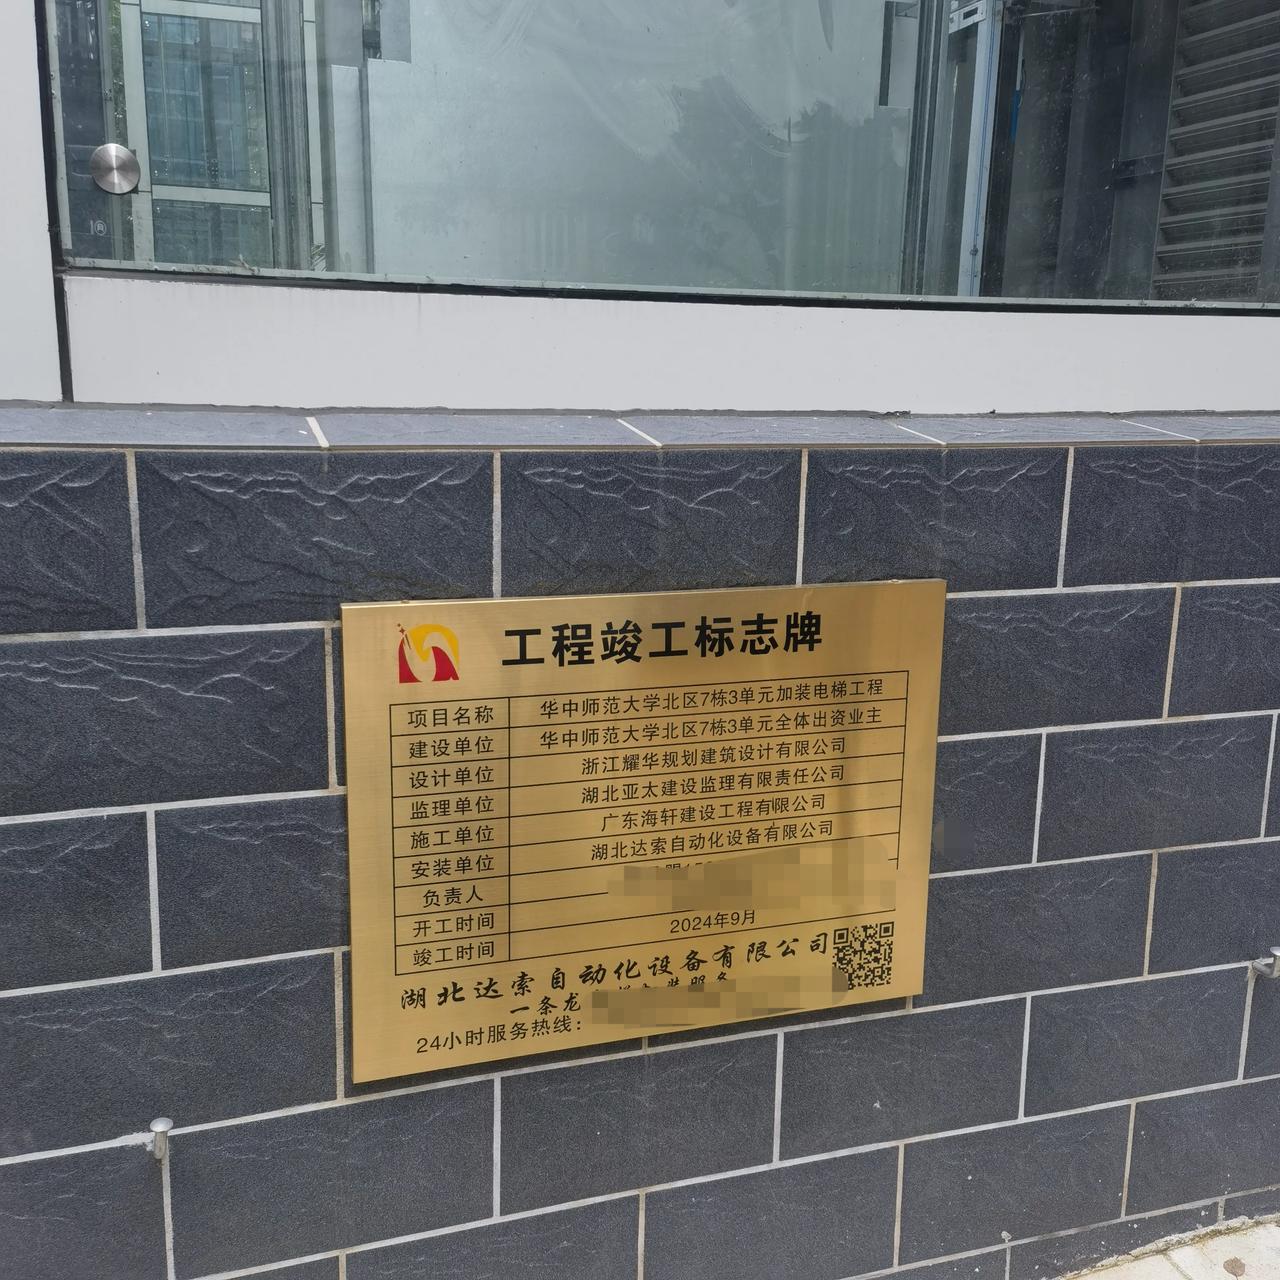 工程竣工标志牌
项目名称 华中师范大学北区7栋3单元加装电梯工程
建设单位 华中师范大学北区7栋3单元全体出资业主
设计单位 浙江耀华规划建筑设计有限公司
监理单位 湖北亚太建设监理有限责任公司
施工单位 广东海轩建设工程有限公司
安装单位 湖北达索自动化设备有限公司
负责人
开工时间 2024年9月
竣工时间
湖北达索自动化设备有限公司
一条龙 服务
24小时服务热线：